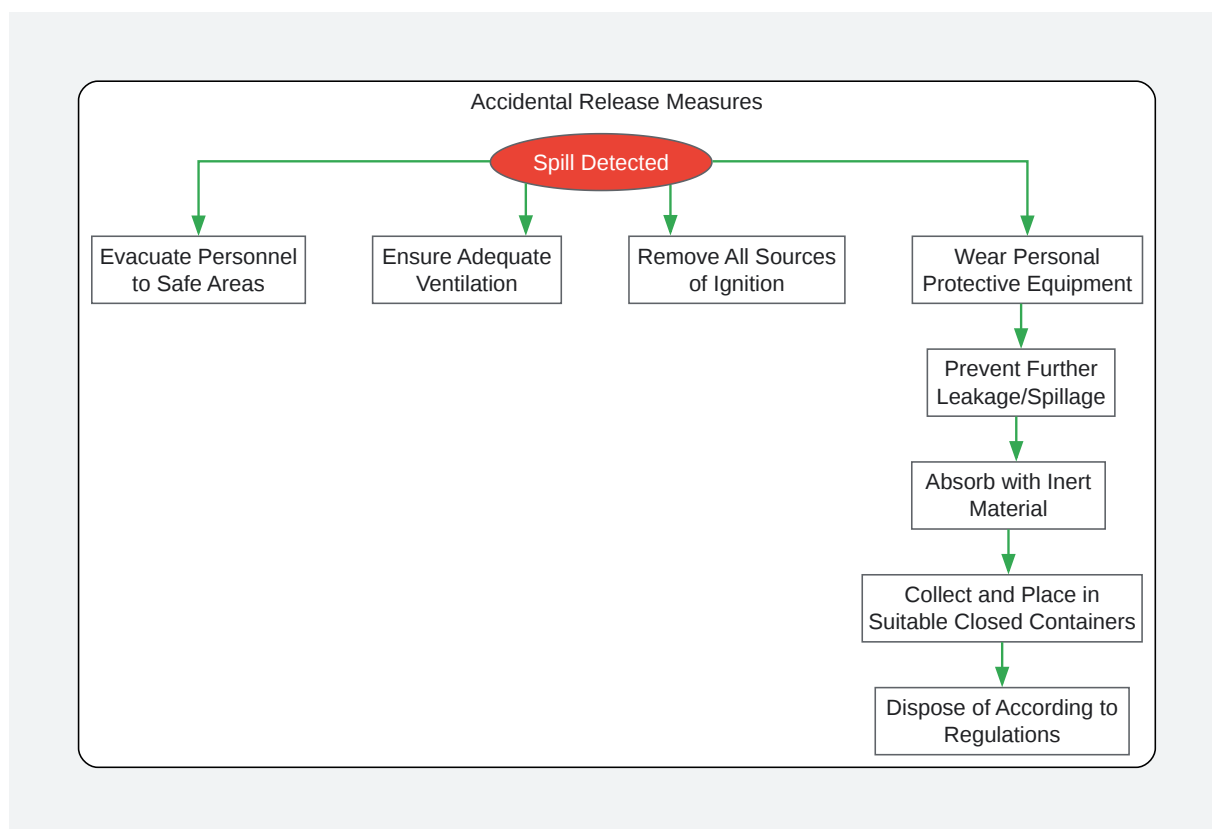 Accidental Release Measures
Spill Detected
Evacuate Personnel
to Safe Areas
Ensure Adequate
Ventilation
Remove All Sources
of Ignition
Wear Personal
Protective Equipment
Prevent Further
Leakage/Spillage
Absorb with Inert
Material
Collect and Place in
Suitable Closed Containers
Dispose of According to
Regulations